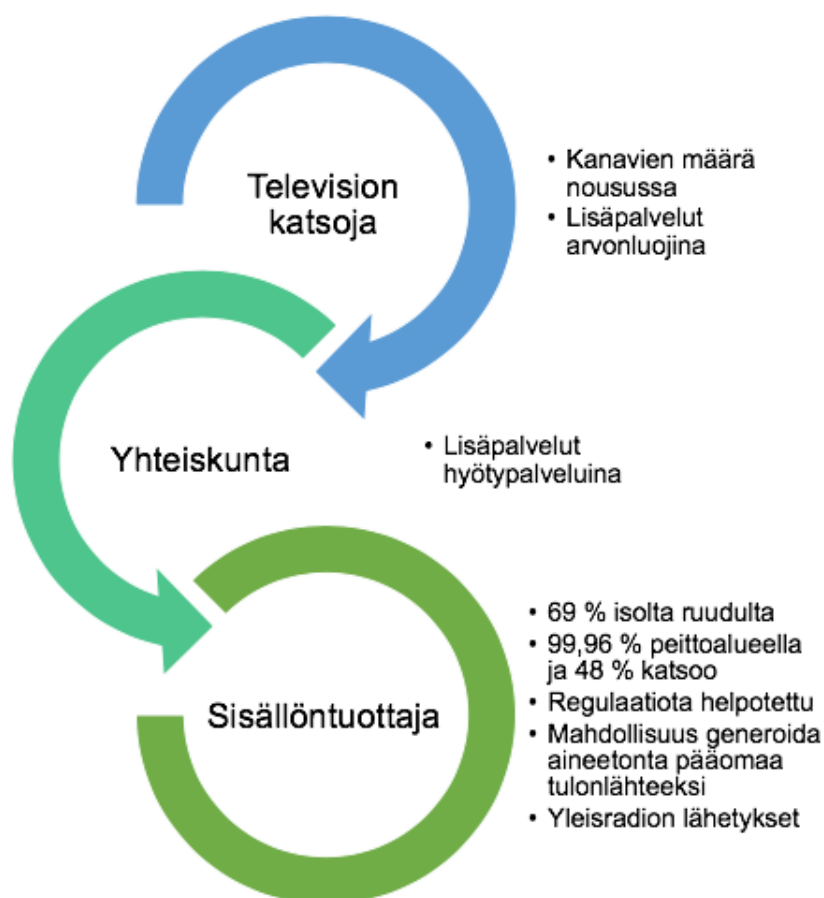 Television
katsoja
• Kanavien määrä
nousussa
• Lisäpalvelut
arvonluojina
Yhteiskunta
• Lisäpalvelut
hyötypalveluina
Sisällöntuottaja
• 69 % isolta ruudulta
• 99,96 % peittoalueella
ja 48 % katsoo
• Regulaatiota helpotettu
• Mahdollisuus generoida
aineetonta pääomaa
tulonlähteeksi
• Yleisradion lähetykset